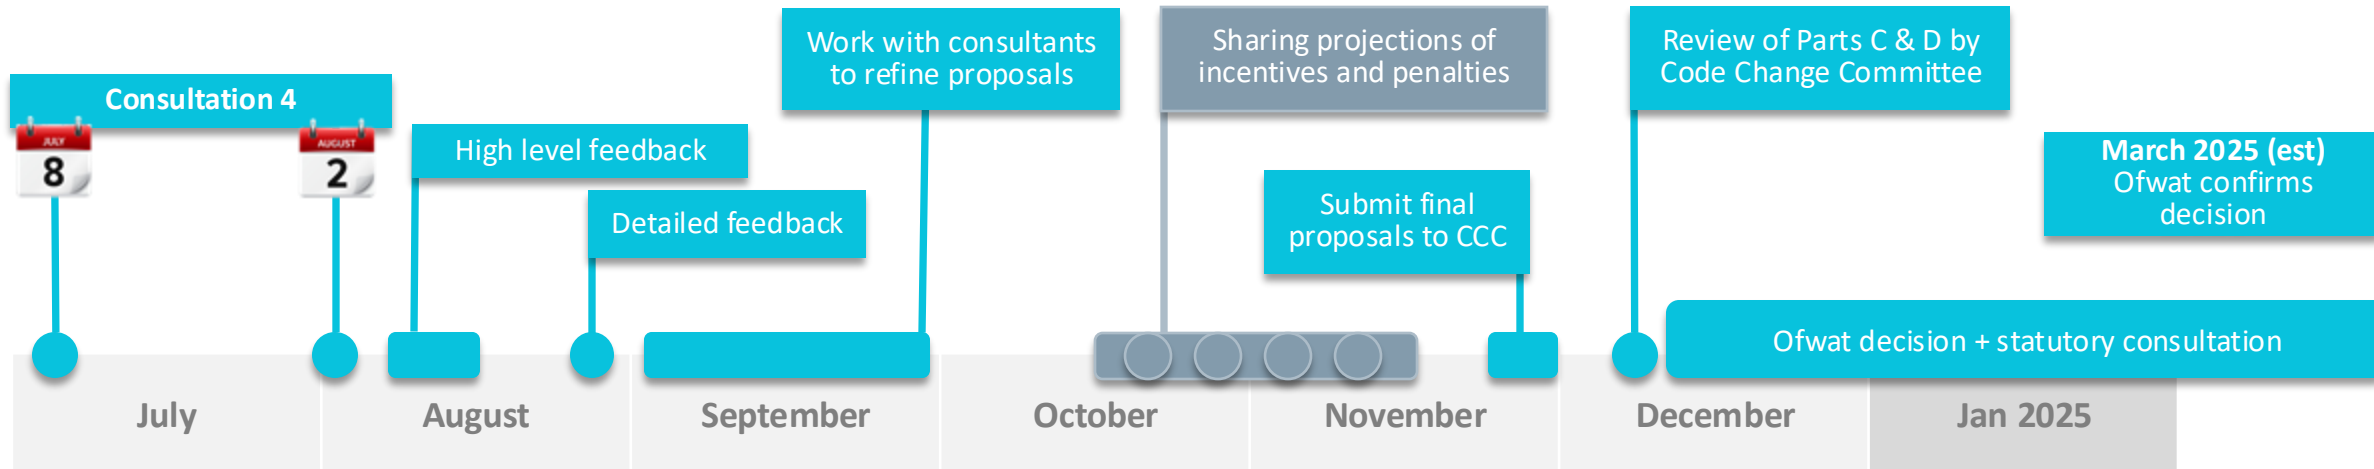 Consultation 4
JULY
8
AUGUST
2
High level feedback
Detailed feedback
Work with consultants
to refine proposals
Sharing projections of
incentives and penalties
Submit final
proposals to CCC
Review of Parts C & D by
Code Change Committee
March 2025 (est)
Ofwat confirms
decision
Ofwat decision + statutory consultation
July
August
September
October
November
December
Jan 2025